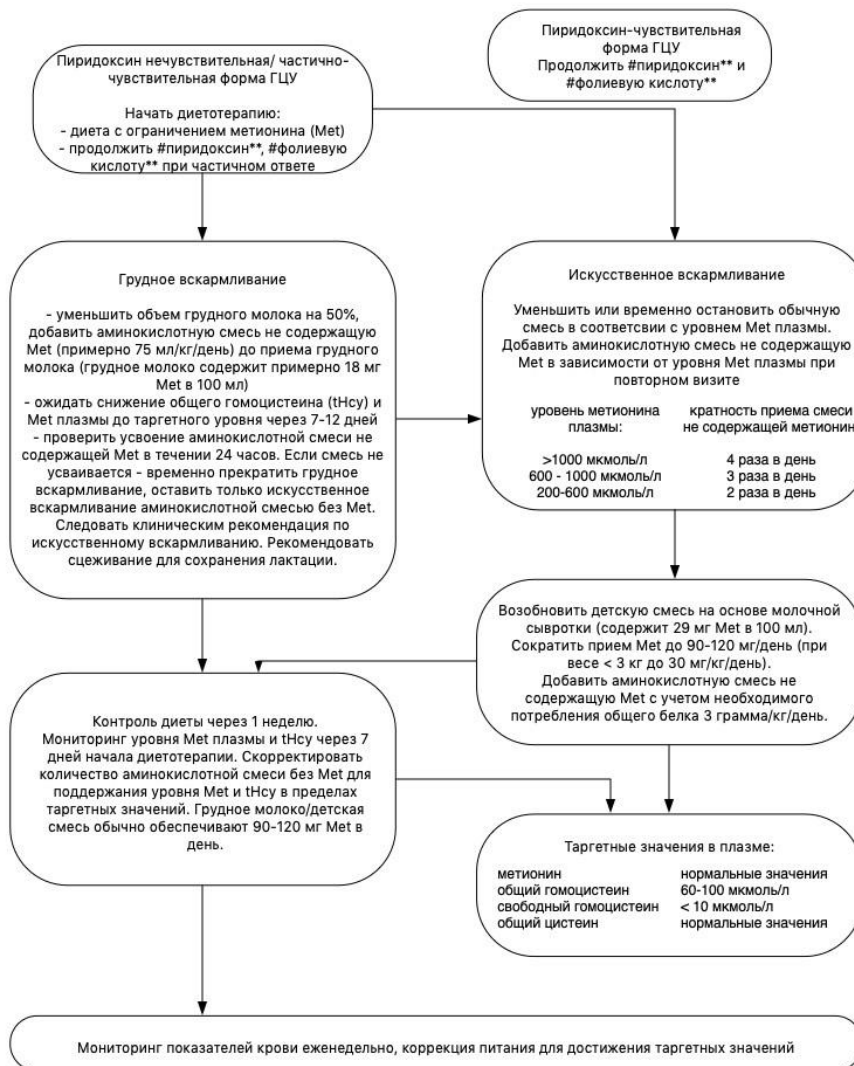 Пиридоксин нечувствительная/ частично-
чувствительная форма ГЦУ
Начать диетотерапию:
- диета с ограничением метионина (Met)
- продолжить #пиридоксин**, #фолиевую
кислоту** при частичном ответе
Пиридоксин-чувствительная
форма ГЦУ
Продолжить #пиридоксин** и
#фолиевую кислоту**
Грудное вскармливание
- уменьшить объем грудного молока на 50%,
добавить аминокислотную смесь не содержащую
Met (примерно 75 мл/кг/день) до приема грудного
молока (грудное молоко содержит примерно 18 мг
Met в 100 мл)
- ожидать снижение общего гомоцистеина (tHcy) и
Met плазмы до таргетного уровня через 7-12 дней
- проверить усвоение аминокислотной смеси не
содержащей Met в течении 24 часов. Если смесь не
усваивается - временно прекратить грудное
вскармливание, оставить только искусственное
вскармливание аминокислотной смесью без Met.
Следовать клиническим рекомендация по
искусственному вскармливанию. Рекомендовать
сцеживание для сохранения лактации.
Искусственное вскармливание
Уменьшить или временно остановить обычную
смесь в соответсвии с уровнем Met плазмы.
Добавить аминокислотную смесь не содержащую
Met в зависимости от уровня Met плазмы при
повторном визите
уровень метионина кратность приема смеси
плазмы: не содержащей метионин
>1000 мкмоль/л 4 раза в день
600 - 1000 мкмоль/л 3 раза в день
200-600 мкмоль/л 2 раза в день
Возобновить детскую смесь на основе молочной
сывротки (содержит 29 мг Met в 100 мл).
Сократить прием Met до 90-120 мг/день (при
весе < 3 кг до 30 мг/кг/день).
Добавить аминокислотную смесь не
содержащую Met с учетом необходимого
потребления общего белка 3 грамма/кг/день.
Контроль диеты через 1 неделю.
Мониторинг уровня Met плазмы и tHcy через 7
дней начала диетотерапии. Скорректировать
количество аминокислотной смеси без Met для
поддержания уровня Met и tHcy в пределах
таргетных значений. Грудное молоко/детская
смесь обычно обеспечивают 90-120 мг Met в
день.
Таргетные значения в плазме:
метионин нормальные значения
общий гомоцистеин 60-100 мкмоль/л
свободный гомоцистеин < 10 мкмоль/л
общий цистеин нормальные значения
Мониторинг показателей крови еженедельно, коррекция питания для достижения таргетных значений